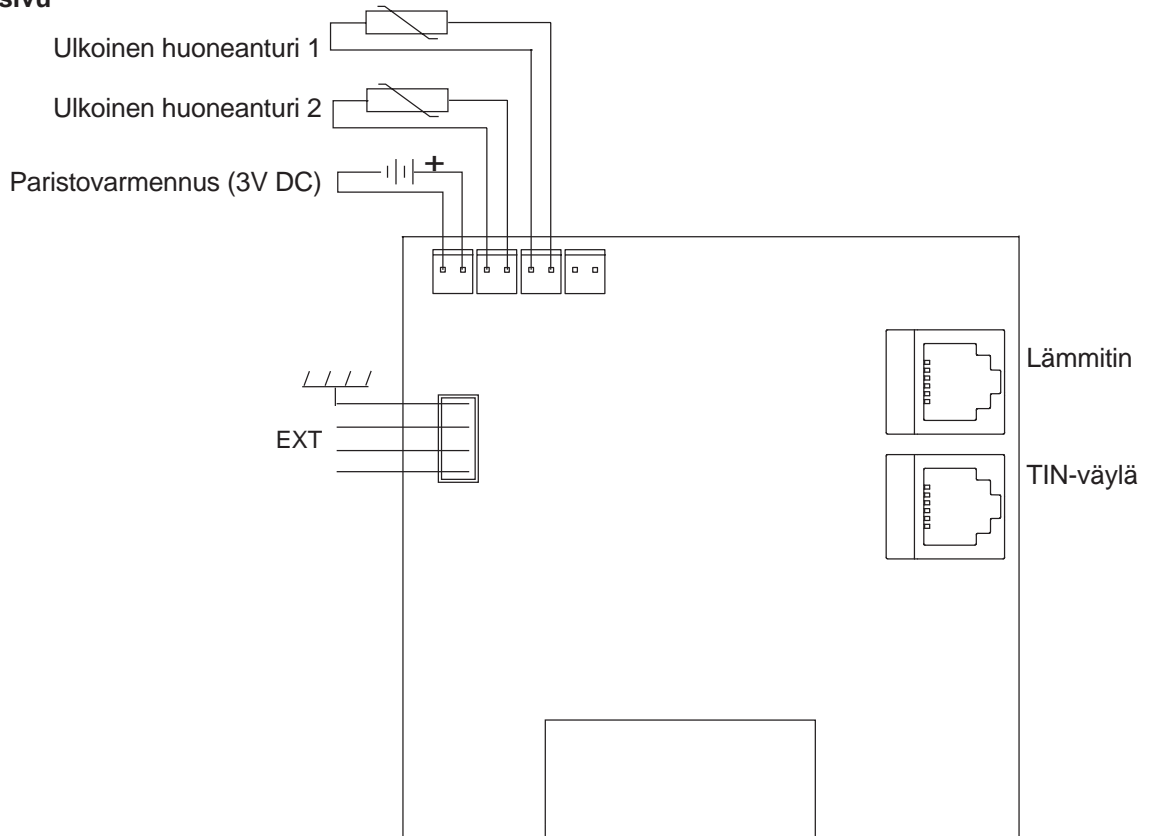 Ulkoinen huoneanturi 1
Ulkoinen huoneanturi 2
+
Paristovarmennus (3V DC)
Lämmitin
EXT
TIN-väylä